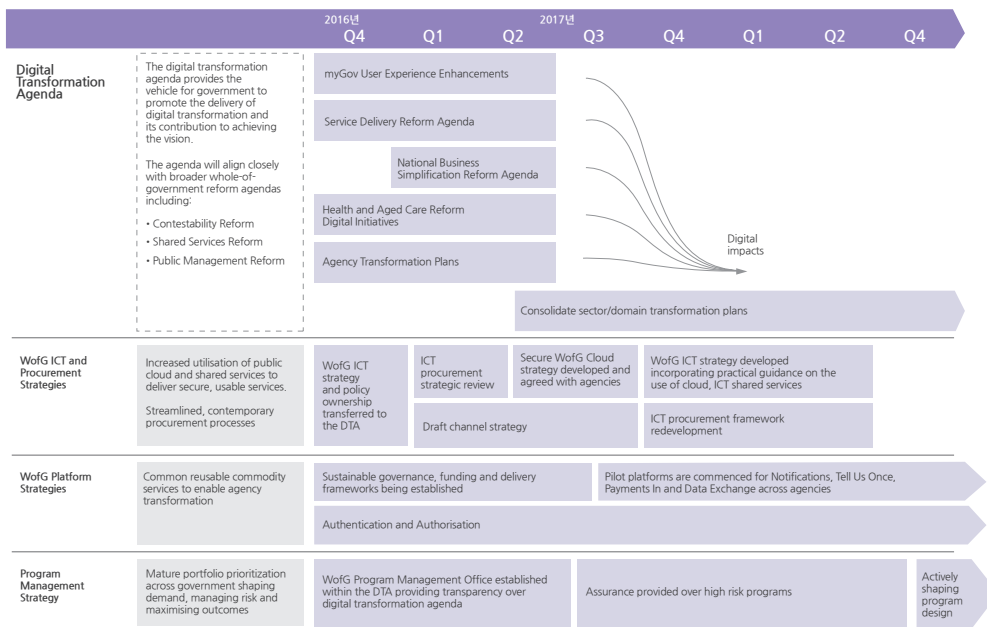 2016년
2017년
Q4
Q1
Q2
Q3
Q4
Q1
Q2
Q4
Digital
Transformation
Agenda
The digital transformation
agenda provides the
vehicle for government to
promote the delivery of
digital transformation and
its contribution to achieving
the vision.
The agenda will align closely
with broader whole-of-
government reform agendas
including:
• Contestability Reform
• Shared Services Reform
• Public Management Reform
myGov User Experience Enhancements
Service Delivery Reform Agenda
National Business
Simplification Reform Agenda
Health and Aged Care Reform
Digital Initiatives
Agency Transformation Plans
Digital
impacts
Consolidate sector/domain transformation plans
WofG ICT and
Procurement
Strategies
Increased utilisation of public
cloud and shared services to
deliver secure, usable services.
Streamlined, contemporary
procurement processes
WofG ICT
strategy
and policy
ownership
transferred to
the DTA
ICT
procurement
strategic review
Secure WofG Cloud
strategy developed and
agreed with agencies
WofG ICT strategy developed
incorporating practical guidance on the
use of cloud, ICT shared services
Draft channel strategy
ICT procurement framework
redevelopment
WofG Platform
Strategies
Common reusable commodity
services to enable agency
transformation
Sustainable governance, funding and delivery
frameworks being established
Pilot platforms are commenced for Notifications, Tell Us Once,
Payments In and Data Exchange across agencies
Authentication and Authorisation
Program
Management
Strategy
Mature portfolio prioritization
across government shaping
demand, managing risk and
maximising outcomes
WofG Program Management Office established
within the DTA providing transparency over
digital transformation agenda
Assurance provided over high risk programs
Actively
shaping
program
design